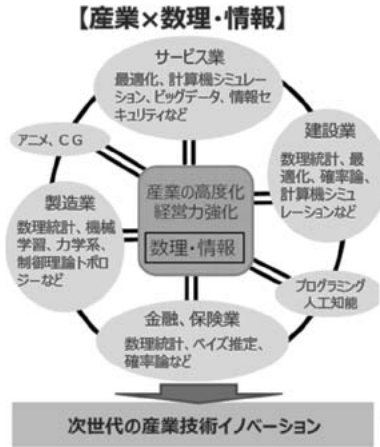 【産業×数理・情報】
サービス業
最適化、計算機シミュレー
ション、ビッグデータ、情報セ
キュリティなど
アニメ、CG
建設業
数理統計、最
適化、確率論、
計算機シミュ
レーションなど
製造業
数理統計、機械
学習、力学系、
制御理論トポロ
ジーなど
産業の高度化
経営力強化
数理・情報
プログラミング
人工知能
金融、保険業
数理統計、ベイズ推定、
確率論など
次世代の産業技術イノベーション